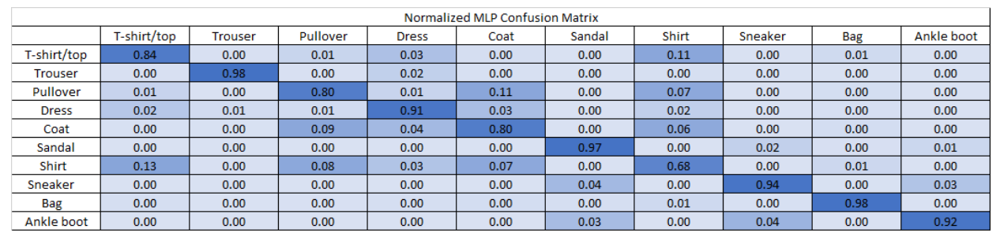 Normalized MLP Confusion Matrix
T-shirt/top Trouser Pullover Dress Coat Sandal Shirt Sneaker Bag Ankle boot
T-shirt/top 0.84 0.00 0.01 0.03 0.00 0.00 0.11 0.00 0.01 0.00
Trouser 0.00 0.98 0.00 0.02 0.00 0.00 0.00 0.00 0.00 0.00
Pullover 0.01 0.00 0.80 0.01 0.11 0.00 0.07 0.00 0.00 0.00
Dress 0.02 0.01 0.01 0.91 0.03 0.00 0.02 0.00 0.00 0.00
Coat 0.00 0.00 0.09 0.04 0.80 0.00 0.06 0.00 0.00 0.00
Sandal 0.00 0.00 0.00 0.00 0.00 0.97 0.00 0.02 0.00 0.01
Shirt 0.13 0.00 0.08 0.03 0.07 0.00 0.68 0.00 0.01 0.00
Sneaker 0.00 0.00 0.00 0.00 0.00 0.04 0.00 0.94 0.00 0.03
Bag 0.00 0.00 0.00 0.00 0.00 0.00 0.01 0.00 0.98 0.00
Ankle boot 0.00 0.00 0.00 0.00 0.00 0.03 0.00 0.04 0.00 0.92